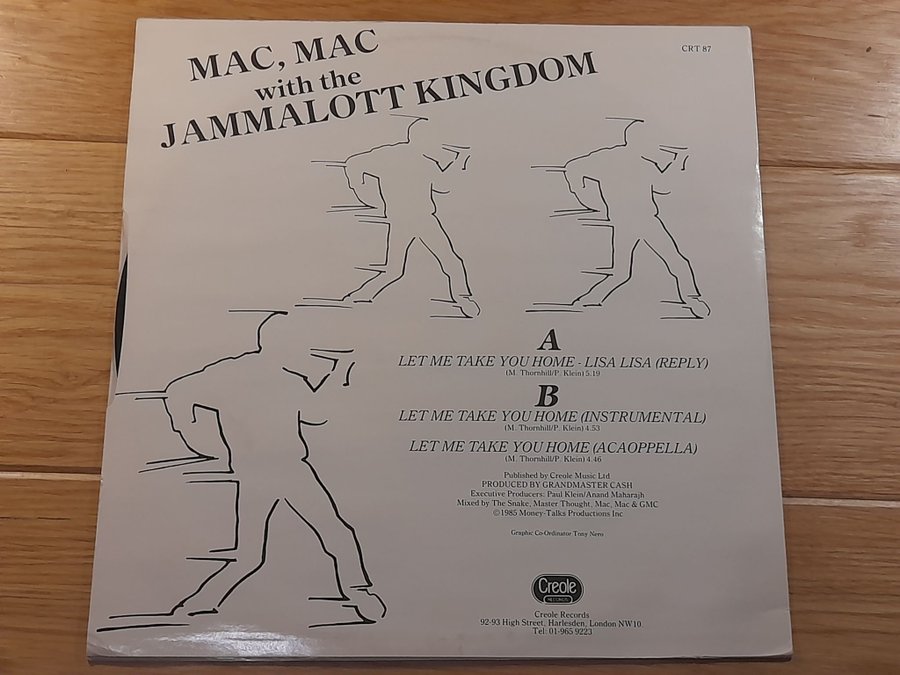 MAC, MAC
with the
JAMMALOTT KINGDOM
CRT 87
A
LET ME TAKE YOU HOME - LISA LISA (REPLY)
(M. Thornhill/P. Klein) 5.19
B
LET ME TAKE YOU HOME (INSTRUMENTAL)
(M. Thornhill/P. Klein) 4.53
LET ME TAKE YOU HOME (ACAOPPELLA)
(M. Thornhill/P. Klein) 4.46
Published by Creole Music Ltd
PRODUCED BY GRANDMASTER CASH
Executive Producers: Paul Klein/Anand Maharajh
Mixed by The Snake, Master Thought, Mac, Mac & GMC
©1985 Money-Talks Productions Inc
Graphic Co-Ordinator Tony Nero
Creole
RECORDS
Creole Records
92-93 High Street, Harlesden, London NW10.
Tel: 01-965 9223